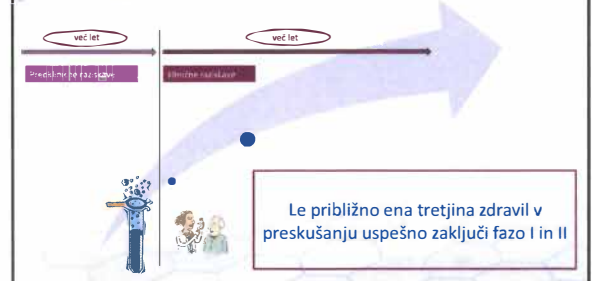 več let
več let
Predklinične raziskave
Klinične raziskave
Le približno ena tretjina zdravil v
preskušanju uspešno zaključi fazo I in II